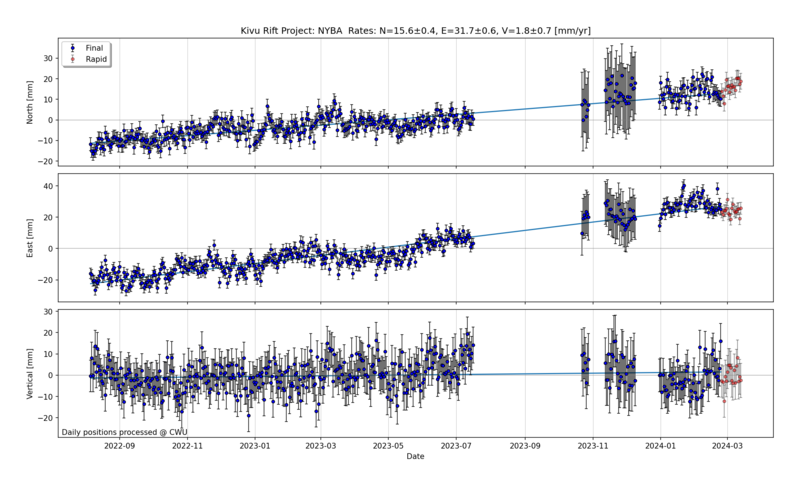 Kivu Rift Project: NYBA  Rates: N=15.6±0.4, E=31.7±0.6, V=1.8±0.7 [mm/yr]
Final
Rapid
North [mm]
30
20
10
0
−10
−20
East [mm]
40
20
0
−20
Vertical [mm]
30
20
10
0
−10
−20
Daily positions processed @ CWU
2022-09 2022-11 2023-01 2023-03 2023-05 2023-07 2023-09 2023-11 2024-01 2024-03
Date